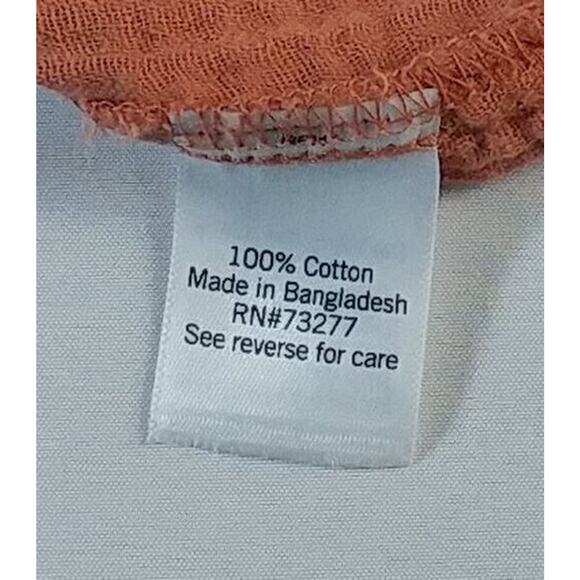 100% Cotton
Made in Bangladesh
RN#73277
See reverse for care